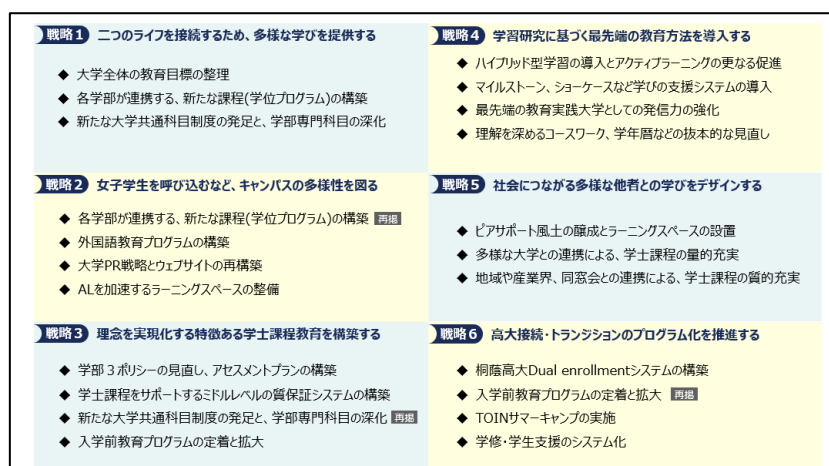 戦略1 二つのライフを接続するため、多様な学びを提供する
◆ 大学全体の教育目標の整理
◆ 各学部が連携する、新たな課程(学位プログラム)の構築
◆ 新たな大学共通科目制度の発足と、学部専門科目の深化
戦略2 女子学生を呼び込むなど、キャンパスの多様性を図る
◆ 各学部が連携する、新たな課程(学位プログラム)の構築 再掲
◆ 外国語教育プログラムの構築
◆ 大学PR戦略とウェブサイトの再構築
◆ ALを加速するラーニングスペースの整備
戦略3 理念を実現化する特徴ある学士課程教育を構築する
◆ 学部3ポリシーの見直し、アセスメントプランの構築
◆ 学士課程をサポートするミドルレベルの質保証システムの構築
◆ 新たな大学共通科目制度の発足と、学部専門科目の深化 再掲
◆ 入学前教育プログラムの定着と拡大
戦略4 学習研究に基づく最先端の教育方法を導入する
◆ ハイブリッド型学習の導入とアクティブラーニングの更なる促進
◆ マイルストーン、ショーケースなど学びの支援システムの導入
◆ 最先端の教育実践大学としての発信力の強化
◆ 理解を深めるコースワーク、学年暦などの抜本的な見直し
戦略5 社会につながる多様な他者との学びをデザインする
◆ ピアサポート風土の醸成とラーニングスペースの設置
◆ 多様な大学との連携による、学士課程の量的充実
◆ 地域や産業界、同窓会との連携による、学士課程の質的充実
戦略6 高大接続・トランジションのプログラム化を推進する
◆ 桐蔭高大Dual enrollmentシステムの構築
◆ 入学前教育プログラムの定着と拡大 再掲
◆ TOINサマーキャンプの実施
◆ 学修・学生支援のシステム化